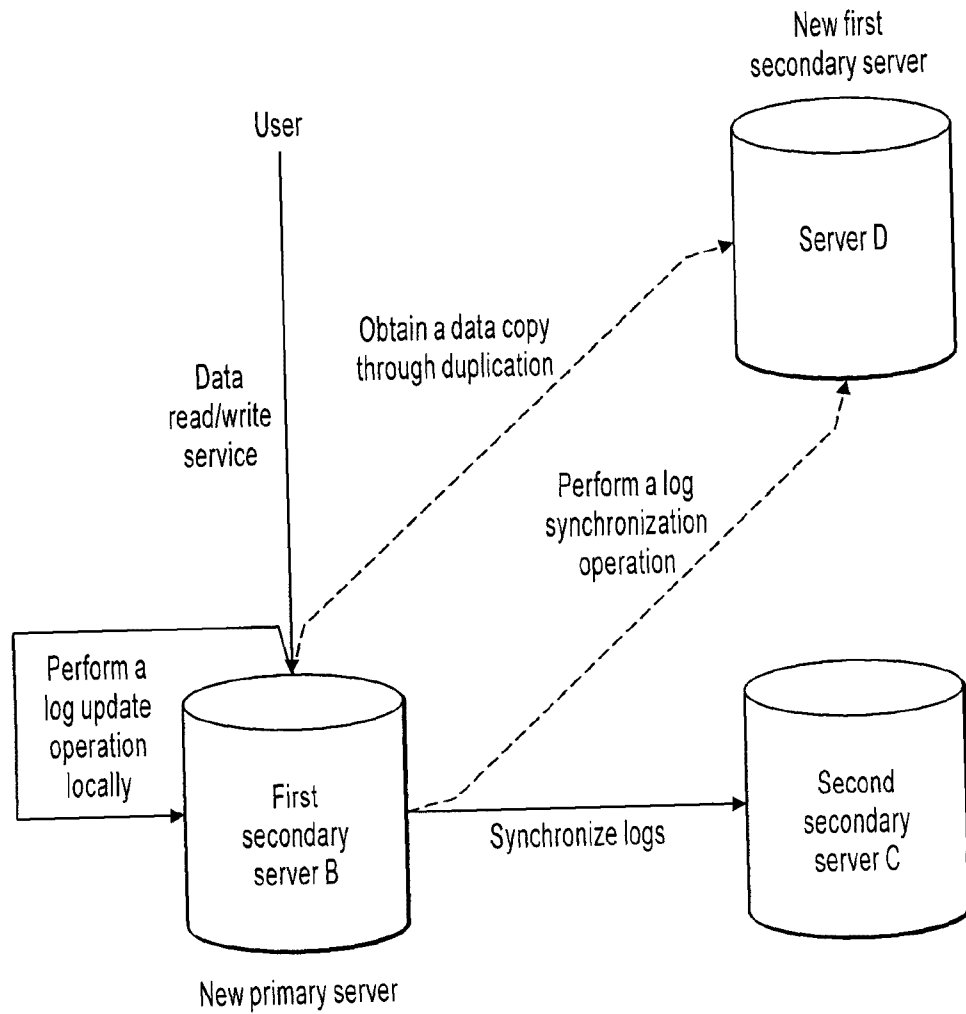 New first
secondary server
User
Server D
Obtain a data copy
through duplication
Data
read/write
service
Perform a log
synchronization
operation
Perform a
log update
operation
locally
First
secondary
server B
Synchronize logs
Second
secondary
server C
New primary server